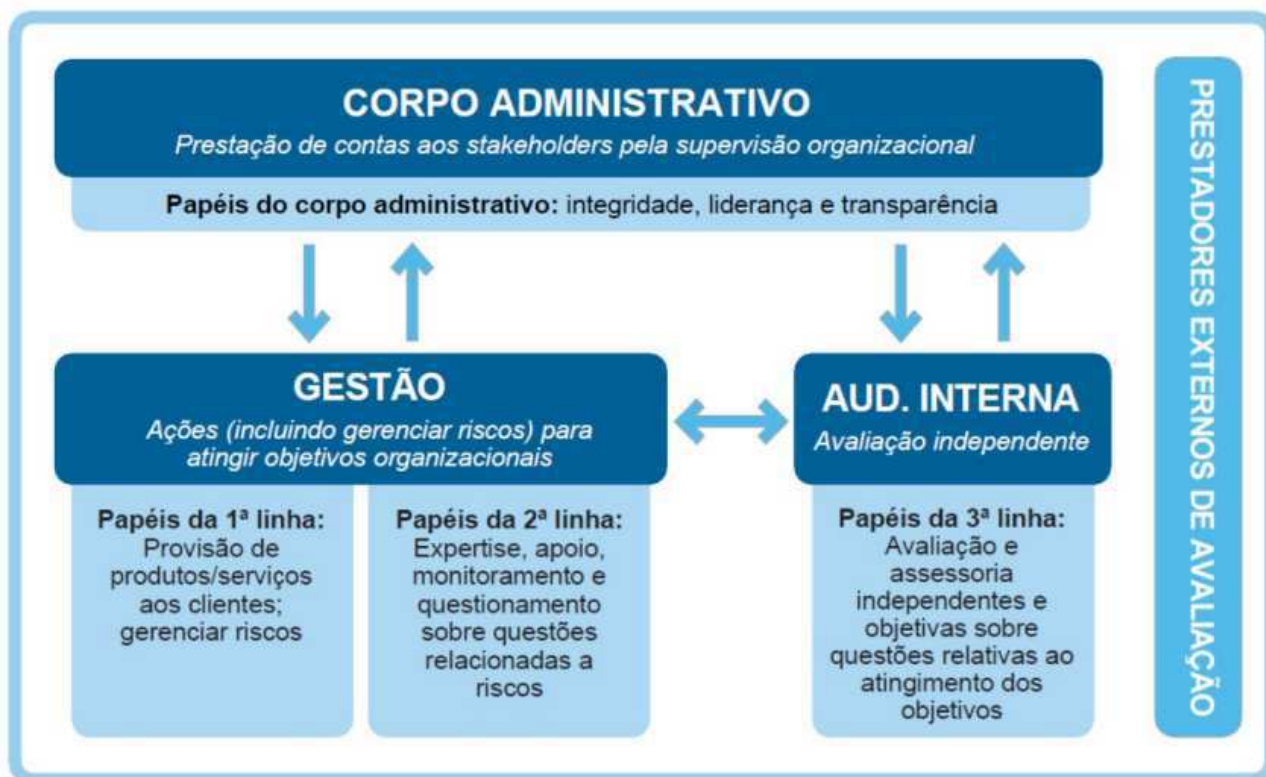 CORPO ADMINISTRATIVO
Prestação de contas aos stakeholders pela supervisão organizacional
Papéis do corpo administrativo: integridade, liderança e transparência
GESTÃO
Ações (incluindo gerenciar riscos) para
atingir objetivos organizacionais
Papéis da 1ª linha:
Provisão de
produtos/serviços
aos clientes;
gerenciar riscos
Papéis da 2ª linha:
Expertise, apoio,
monitoramento e
questionamento
sobre questões
relacionadas a
riscos
AUD. INTERNA
Avaliação independente
Papéis da 3ª linha:
Avaliação e
assessoria
independentes e
objetivas sobre
questões relativas ao
atingimento dos
objetivos
PRESTADORES EXTERNOS DE AVALIAÇÃO